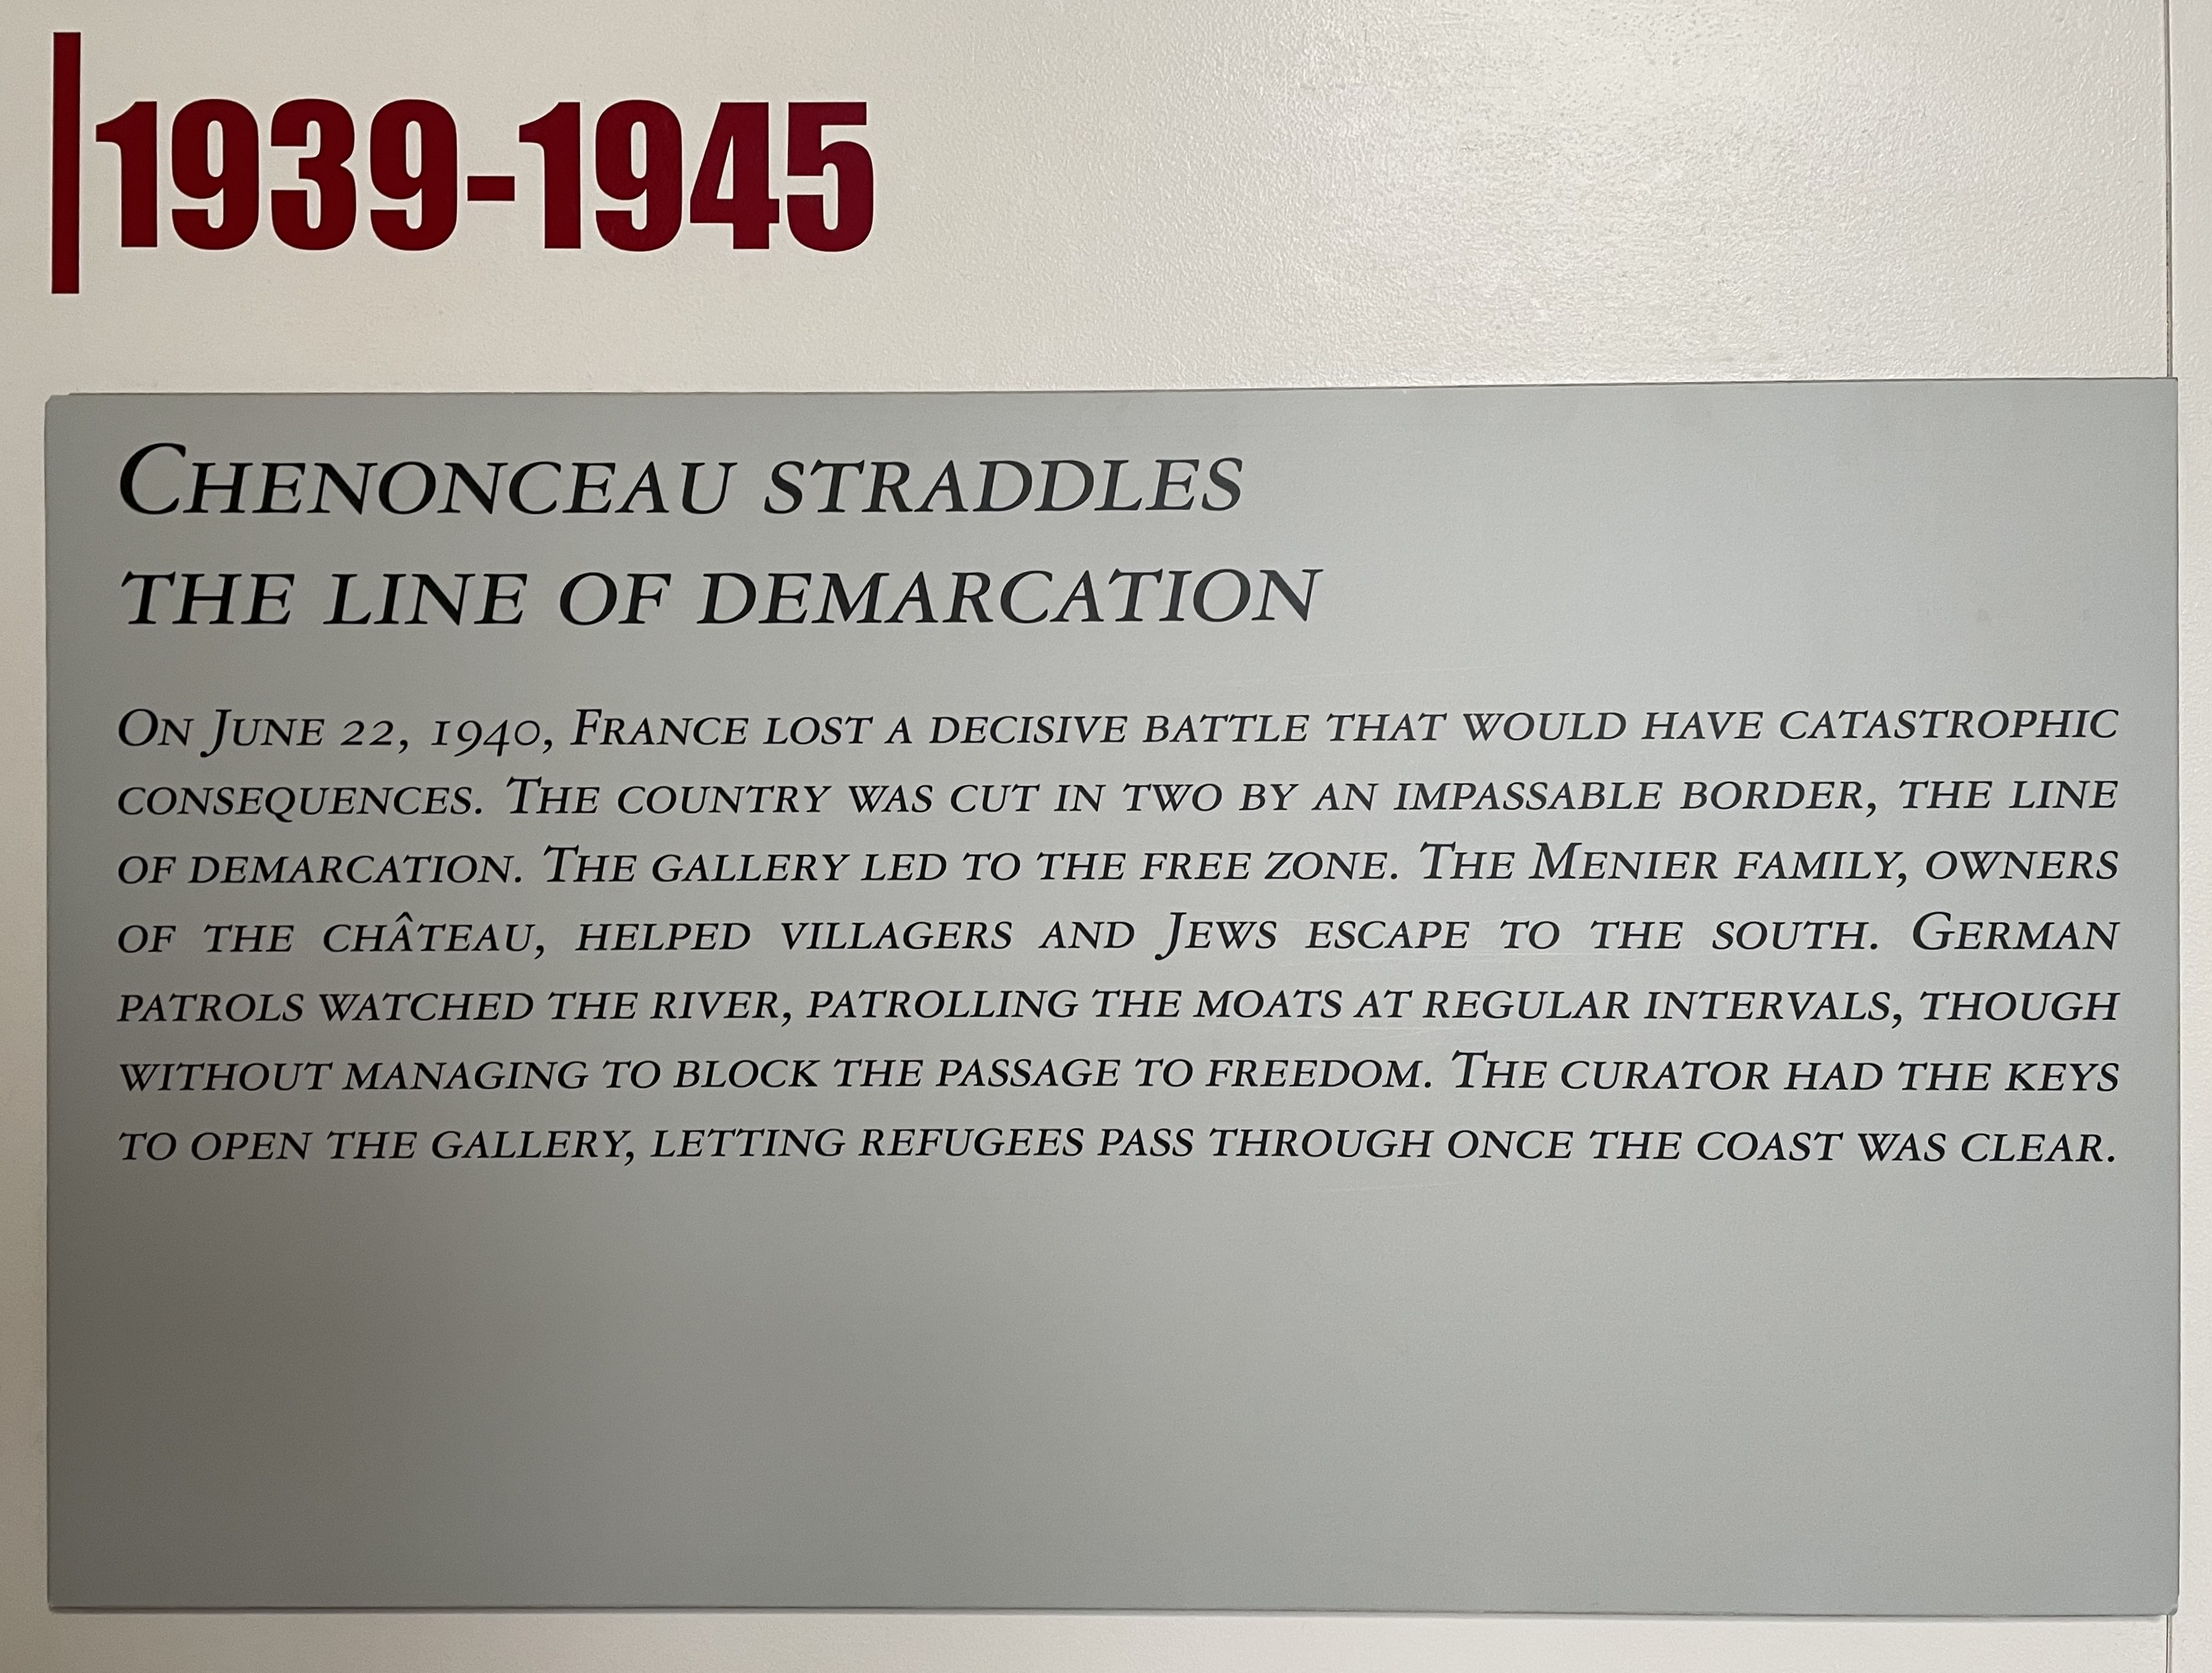 1939-1945
Chenonceau straddles
the line of demarcation
On June 22, 1940, France lost a decisive battle that would have catastrophic
consequences. The country was cut in two by an impassable border, the line
of demarcation. The gallery led to the free zone. The Menier family, owners
of the château, helped villagers and Jews escape to the south. German
patrols watched the river, patrolling the moats at regular intervals, though
without managing to block the passage to freedom. The curator had the keys
to open the gallery, letting refugees pass through once the coast was clear.